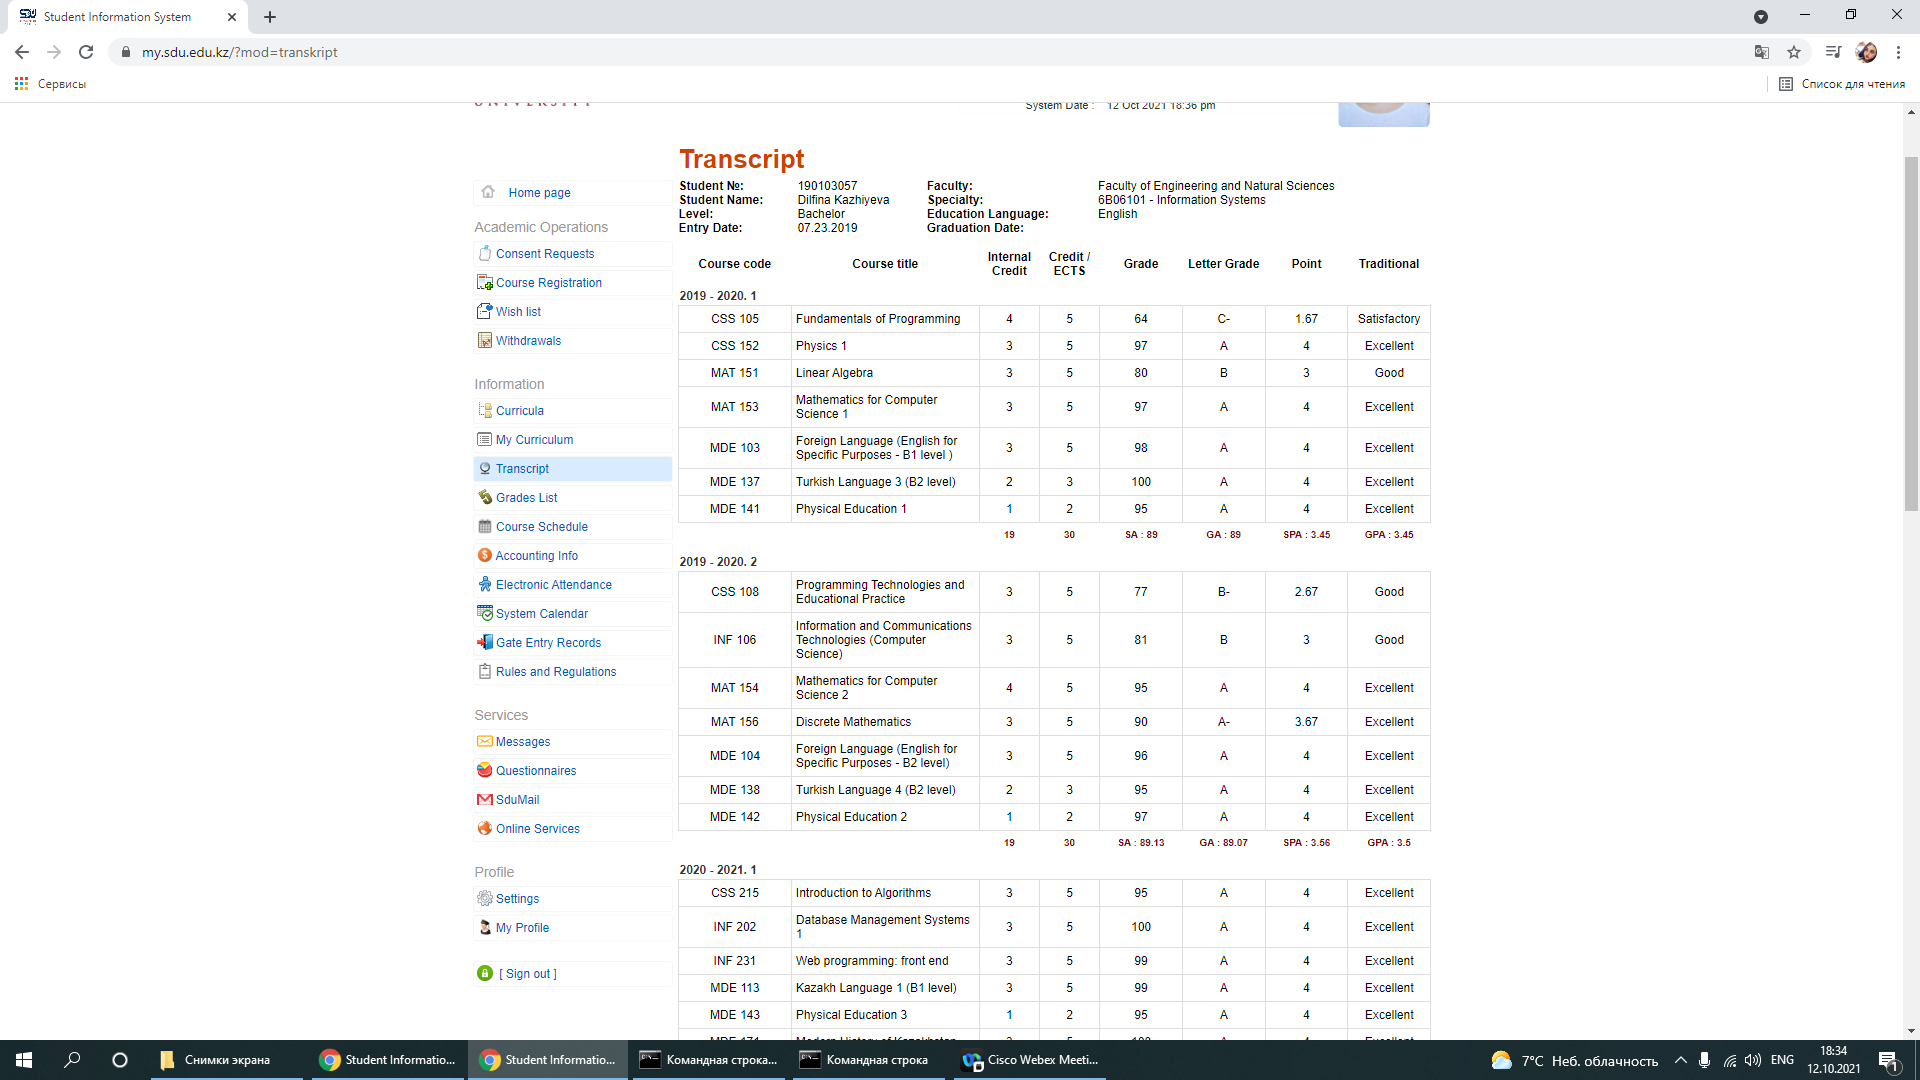 Student Information System
my.sdu.edu.kz/?mod=transkript
Сервисы
Список для чтения
UNIVERSITY
System Date : 12 Oct 2021 18:36 pm
Transcript
Student №: 190103057 Faculty: Faculty of Engineering and Natural Sciences
Student Name: Dilfina Kazhiyeva Specialty: 6B06101 - Information Systems
Level: Bachelor Education Language: English
Entry Date: 07.23.2019 Graduation Date:
Home page
Academic Operations
Consent Requests
Course Registration
Wish list
Withdrawals
Information
Curricula
My Curriculum
Transcript
Grades List
Course Schedule
Accounting Info
Electronic Attendance
System Calendar
Gate Entry Records
Rules and Regulations
Services
Messages
Questionnaires
SduMail
Online Services
Profile
Settings
My Profile
[ Sign out ]
Course code Course title Internal Credit Credit / ECTS Grade Letter Grade Point Traditional
2019 - 2020. 1
CSS 105 Fundamentals of Programming 4 5 64 C- 1.67 Satisfactory
CSS 152 Physics 1 3 5 97 A 4 Excellent
MAT 151 Linear Algebra 3 5 80 B 3 Good
MAT 153 Mathematics for Computer Science 1 3 5 97 A 4 Excellent
MDE 103 Foreign Language (English for Specific Purposes - B1 level ) 3 5 98 A 4 Excellent
MDE 137 Turkish Language 3 (B2 level) 2 3 100 A 4 Excellent
MDE 141 Physical Education 1 1 2 95 A 4 Excellent
19 30 SA : 89 GA : 89 SPA : 3.45 GPA : 3.45
2019 - 2020. 2
CSS 108 Programming Technologies and Educational Practice 3 5 77 B- 2.67 Good
INF 106 Information and Communications Technologies (Computer Science) 3 5 81 B 3 Good
MAT 154 Mathematics for Computer Science 2 4 5 95 A 4 Excellent
MAT 156 Discrete Mathematics 3 5 90 A- 3.67 Excellent
MDE 104 Foreign Language (English for Specific Purposes - B2 level) 3 5 96 A 4 Excellent
MDE 138 Turkish Language 4 (B2 level) 2 3 95 A 4 Excellent
MDE 142 Physical Education 2 1 2 97 A 4 Excellent
19 30 SA : 89.13 GA : 89.07 SPA : 3.56 GPA : 3.5
2020 - 2021. 1
CSS 215 Introduction to Algorithms 3 5 95 A 4 Excellent
INF 202 Database Management Systems 1 3 5 100 A 4 Excellent
INF 231 Web programming: front end 3 5 99 A 4 Excellent
MDE 113 Kazakh Language 1 (B1 level) 3 5 99 A 4 Excellent
MDE 143 Physical Education 3 1 2 95 A 4 Excellent
Снимки экрана
Student Informatio...
Student Informatio...
Командная строка...
Командная строка
Cisco Webex Meeti...
7°C Неб. облачность
ENG
18:34
12.10.2021
1